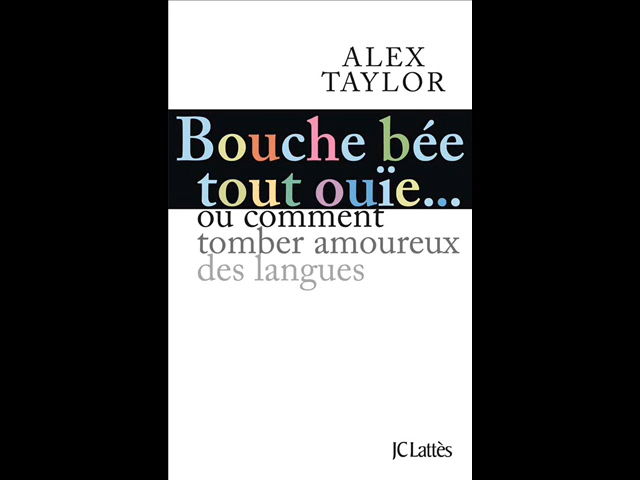 ALEX
TAYLOR
Bouche bée
tout ouïe...
ou comment
tomber amoureux
des langues
JC Lattès